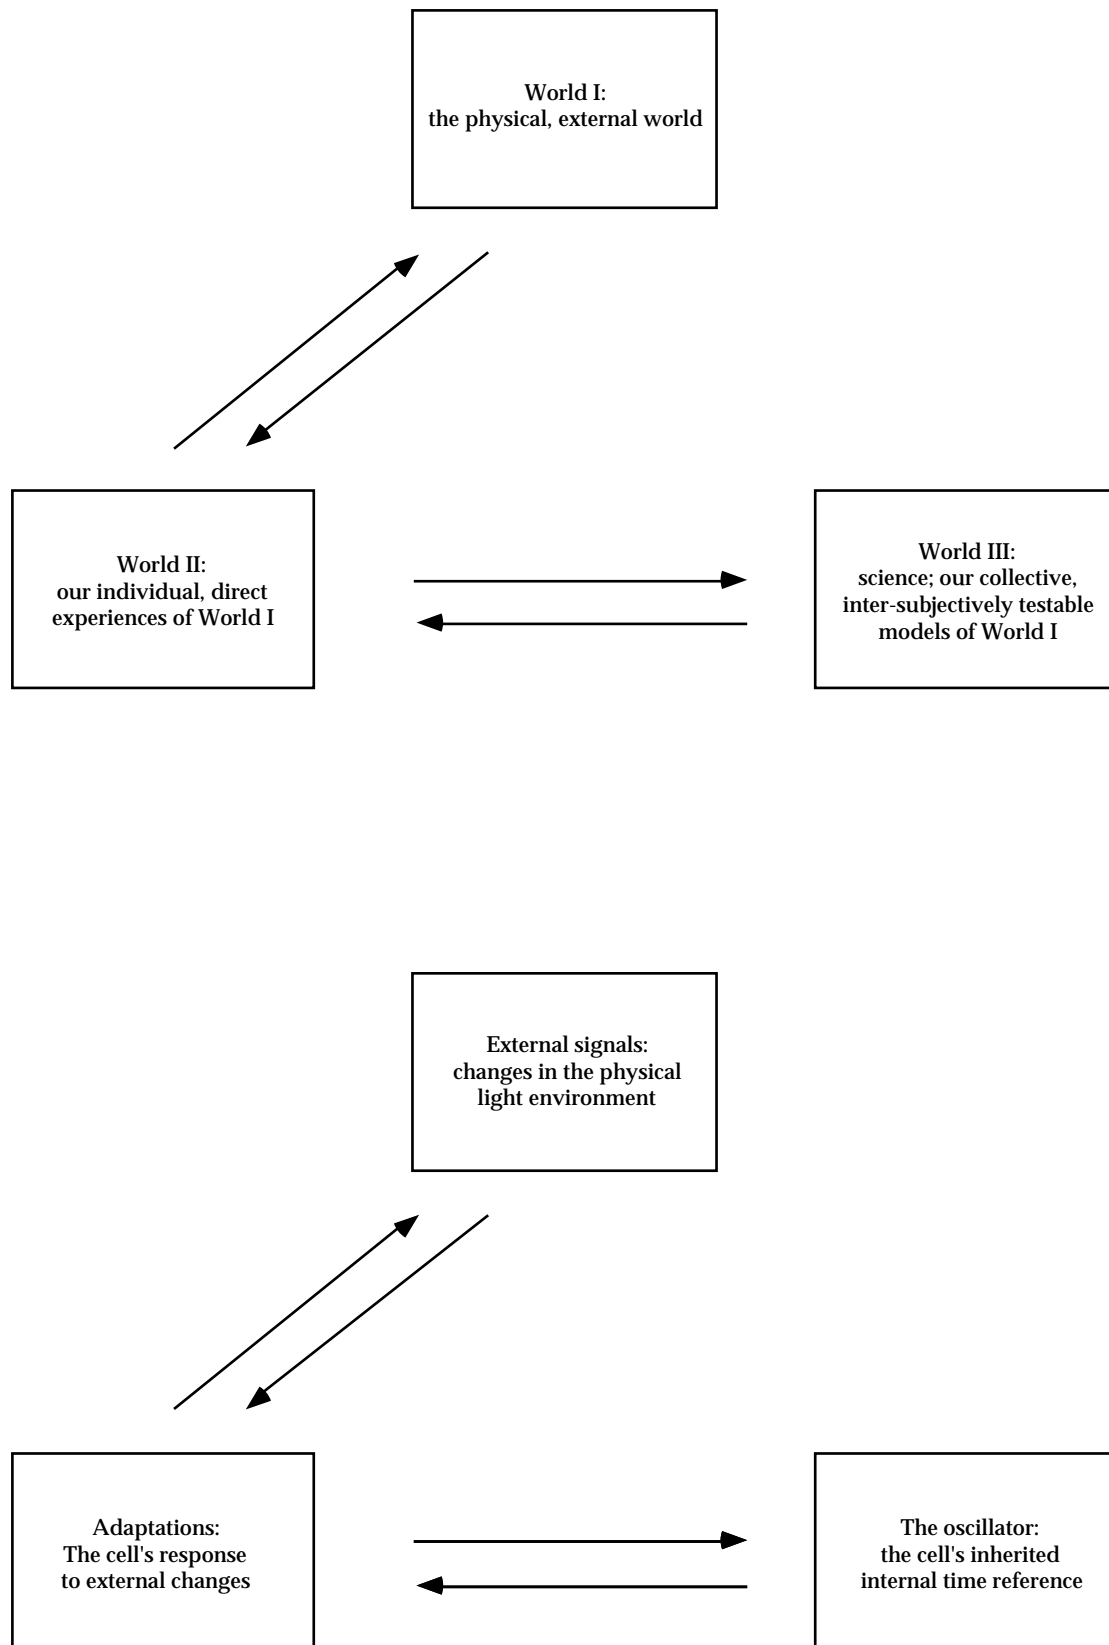 World I:
the physical, external world
World II:
our individual, direct
experiences of World I
World III:
science; our collective,
inter-subjectively testable
models of World I
External signals:
changes in the physical
light environment
Adaptations:
The cell's response
to external changes
The oscillator:
the cell's inherited
internal time reference